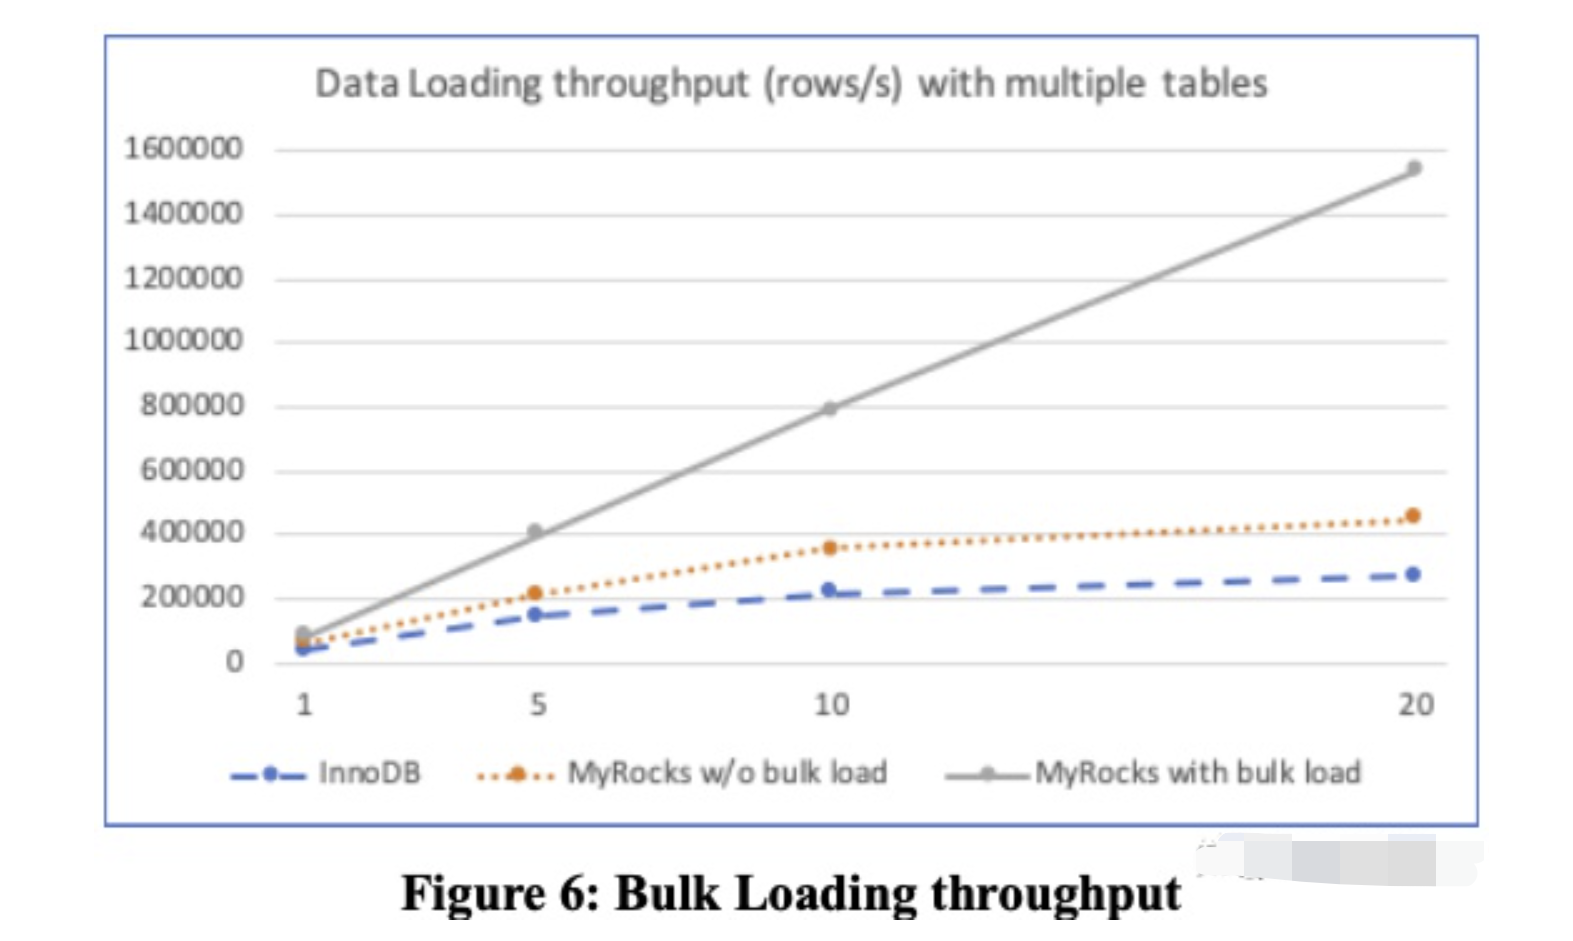 Data Loading throughput (rows/s) with multiple tables
1600000
1400000
1200000
1000000
800000
600000
400000
200000
0
1 5 10 20
InnoDB MyRocks w/o bulk load MyRocks with bulk load
Figure 6: Bulk Loading throughput